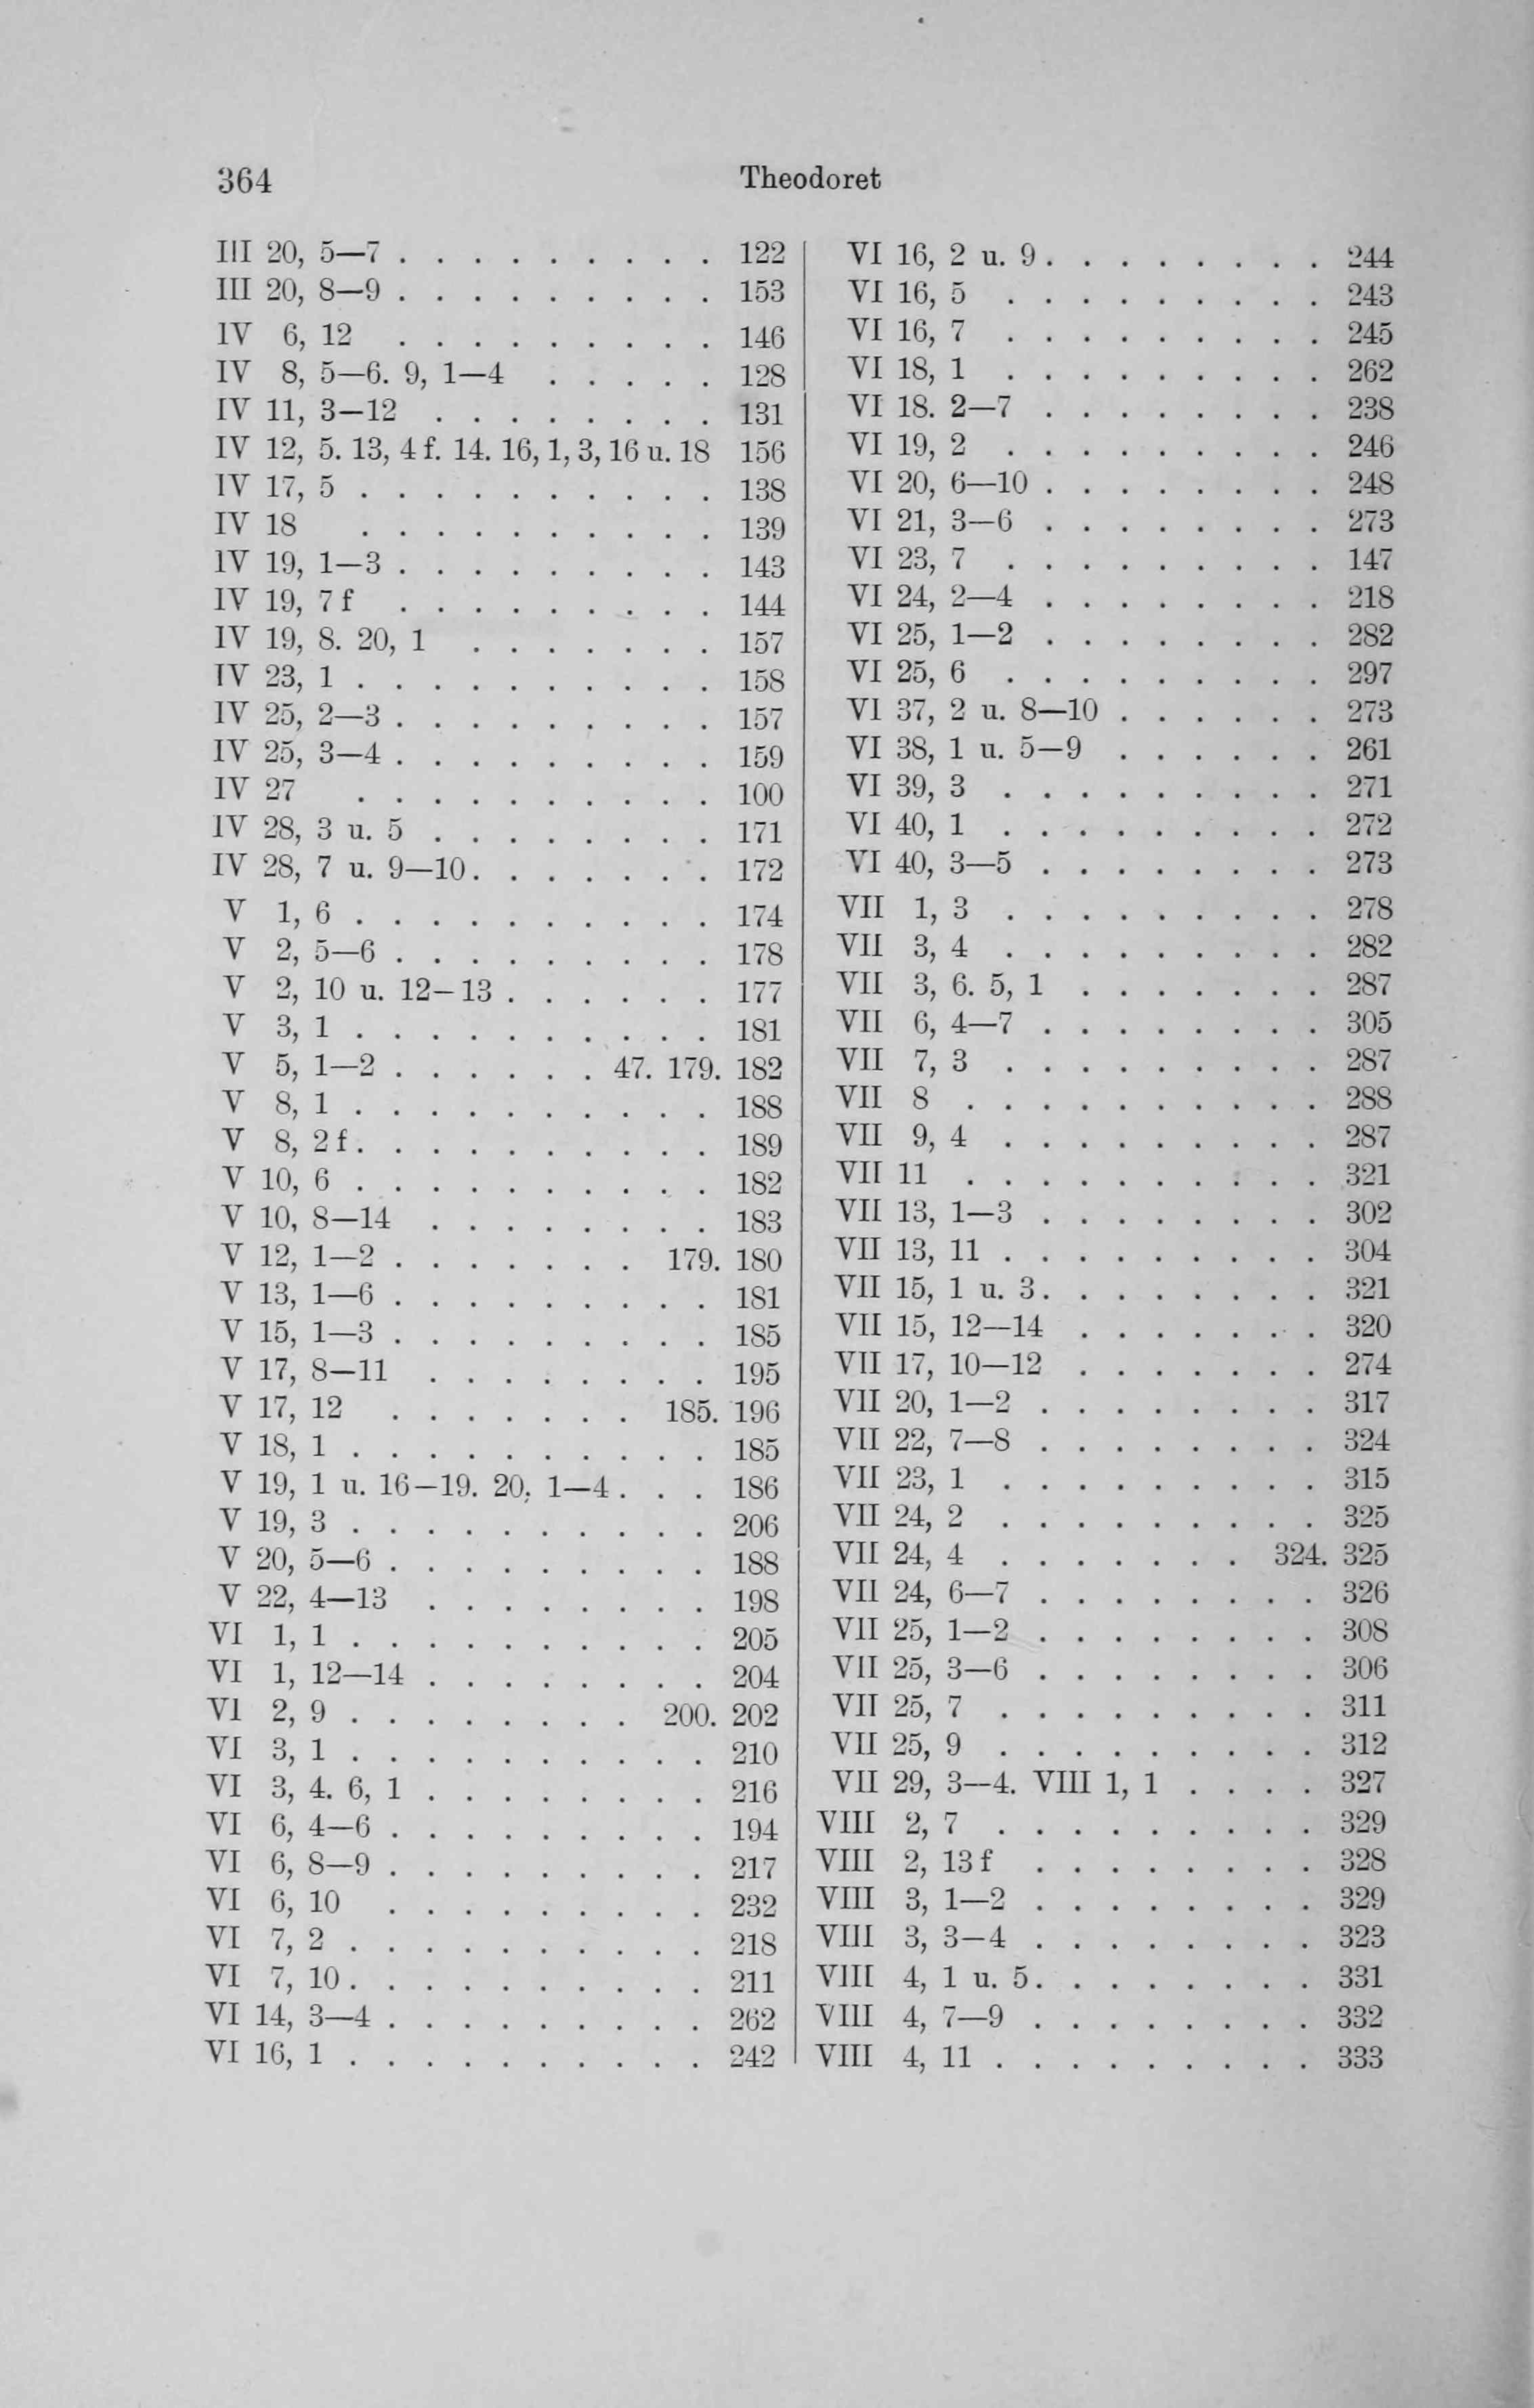 364 Theodoret
III 20, 5—7 . . . . . . . . . 122
III 20, 8—9 . . . . . . . . . 153
IV 6, 12 . . . . . . . . . 146
IV 8, 5—6. 9, 1—4 . . . . . 128
IV 11, 3—12 . . . . . . . . 131
IV 12, 5. 13, 4 f. 14. 16, 1, 3, 16 u. 18 156
IV 17, 5 . . . . . . . . . . 138
IV 18 . . . . . . . . . . 139
IV 19, 1—3 . . . . . . . . . 143
IV 19, 7 f . . . . . . . . . 144
IV 19, 8. 20, 1 . . . . . . . 157
IV 23, 1 . . . . . . . . . . 158
IV 25, 2—3 . . . . . . . . . 157
IV 25, 3—4 . . . . . . . . . 159
IV 27 . . . . . . . . . . 100
IV 28, 3 u. 5 . . . . . . . . 171
IV 28, 7 u. 9—10 . . . . . . . 172
V 1, 6 . . . . . . . . . . 174
V 2, 5—6 . . . . . . . . . 178
V 2, 10 u. 12—13 . . . . . . 177
V 3, 1 . . . . . . . . . . 181
V 5, 1—2 . . . . . . 47. 179. 182
V 8, 1 . . . . . . . . . . 188
V 8, 2 f . . . . . . . . . . 189
V 10, 6 . . . . . . . . . . 182
V 10, 8—14 . . . . . . . . 183
V 12, 1—2 . . . . . . . 179. 180
V 13, 1—6 . . . . . . . . . 181
V 15, 1—3 . . . . . . . . . 185
V 17, 8—11 . . . . . . . . 195
V 17, 12 . . . . . . . 185. 196
V 18, 1 . . . . . . . . . . 185
V 19, 1 u. 16—19. 20, 1—4 . . . 186
V 19, 3 . . . . . . . . . . 206
V 20, 5—6 . . . . . . . . . 188
V 22, 4—13 . . . . . . . . 198
VI 1, 1 . . . . . . . . . . 205
VI 1, 12—14 . . . . . . . . 204
VI 2, 9 . . . . . . . . 200. 202
VI 3, 1 . . . . . . . . . . 210
VI 3, 4. 6, 1 . . . . . . . . 216
VI 6, 4—6 . . . . . . . . . 194
VI 6, 8—9 . . . . . . . . . 217
VI 6, 10 . . . . . . . . . 232
VI 7, 2 . . . . . . . . . . 218
VI 7, 10 . . . . . . . . . . 211
VI 14, 3—4 . . . . . . . . . 262
VI 16, 1 . . . . . . . . . . 242
VI 16, 2 u. 9 . . . . . . . . 244
VI 16, 5 . . . . . . . . . 243
VI 16, 7 . . . . . . . . . 245
VI 18, 1 . . . . . . . . . 262
VI 18. 2—7 . . . . . . . . 238
VI 19, 2 . . . . . . . . . 246
VI 20, 6—10 . . . . . . . . 248
VI 21, 3—6 . . . . . . . . 273
VI 23, 7 . . . . . . . . . 147
VI 24, 2—4 . . . . . . . . 218
VI 25, 1—2 . . . . . . . . 282
VI 25, 6 . . . . . . . . . 297
VI 37, 2 u. 8—10 . . . . . . 273
VI 38, 1 u. 5—9 . . . . . . 261
VI 39, 3 . . . . . . . . . 271
VI 40, 1 . . . . . . . . . 272
VI 40, 3—5 . . . . . . . . 273
VII 1, 3 . . . . . . . . . 278
VII 3, 4 . . . . . . . . . 282
VII 3, 6. 5, 1 . . . . . . . 287
VII 6, 4—7 . . . . . . . . 305
VII 7, 3 . . . . . . . . . 287
VII 8 . . . . . . . . . . 288
VII 9, 4 . . . . . . . . . 287
VII 11 . . . . . . . . . . 321
VII 13, 1—3 . . . . . . . . 302
VII 13, 11 . . . . . . . . . 304
VII 15, 1 u. 3 . . . . . . . . 321
VII 15, 12—14 . . . . . . . 320
VII 17, 10—12 . . . . . . . 274
VII 20, 1—2 . . . . . . . . 317
VII 22, 7—8 . . . . . . . . 324
VII 23, 1 . . . . . . . . . 315
VII 24, 2 . . . . . . . . . 325
VII 24, 4 . . . . . . . 324. 325
VII 24, 6—7 . . . . . . . . 326
VII 25, 1—2 . . . . . . . . 308
VII 25, 3—6 . . . . . . . . 306
VII 25, 7 . . . . . . . . . 311
VII 25, 9 . . . . . . . . . 312
VII 29, 3—4. VIII 1, 1 . . . . 327
VIII 2, 7 . . . . . . . . . 329
VIII 2, 13 f . . . . . . . . 328
VIII 3, 1—2 . . . . . . . . 329
VIII 3, 3—4 . . . . . . . . 323
VIII 4, 1 u. 5 . . . . . . . . 331
VIII 4, 7—9 . . . . . . . . 332
VIII 4, 11 . . . . . . . . . 333